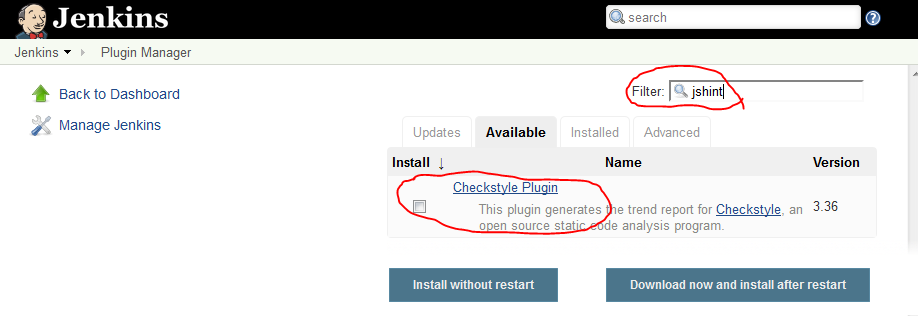 Jenkins
search
Jenkins Plugin Manager
Back to Dashboard
Manage Jenkins
Filter: jshint
Updates Available Installed Advanced
Install ↓ Name Version
Checkstyle Plugin
This plugin generates the trend report for Checkstyle, an
open source static code analysis program.
3.36
Install without restart Download now and install after restart